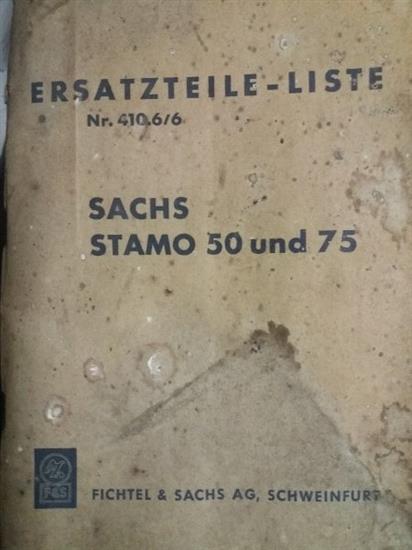 ERSATZTEILE-LISTE
Nr. 410.6/6
SACHS
STAMO 50 und 75
F&S
FICHTEL & SACHS AG, SCHWEINFURT